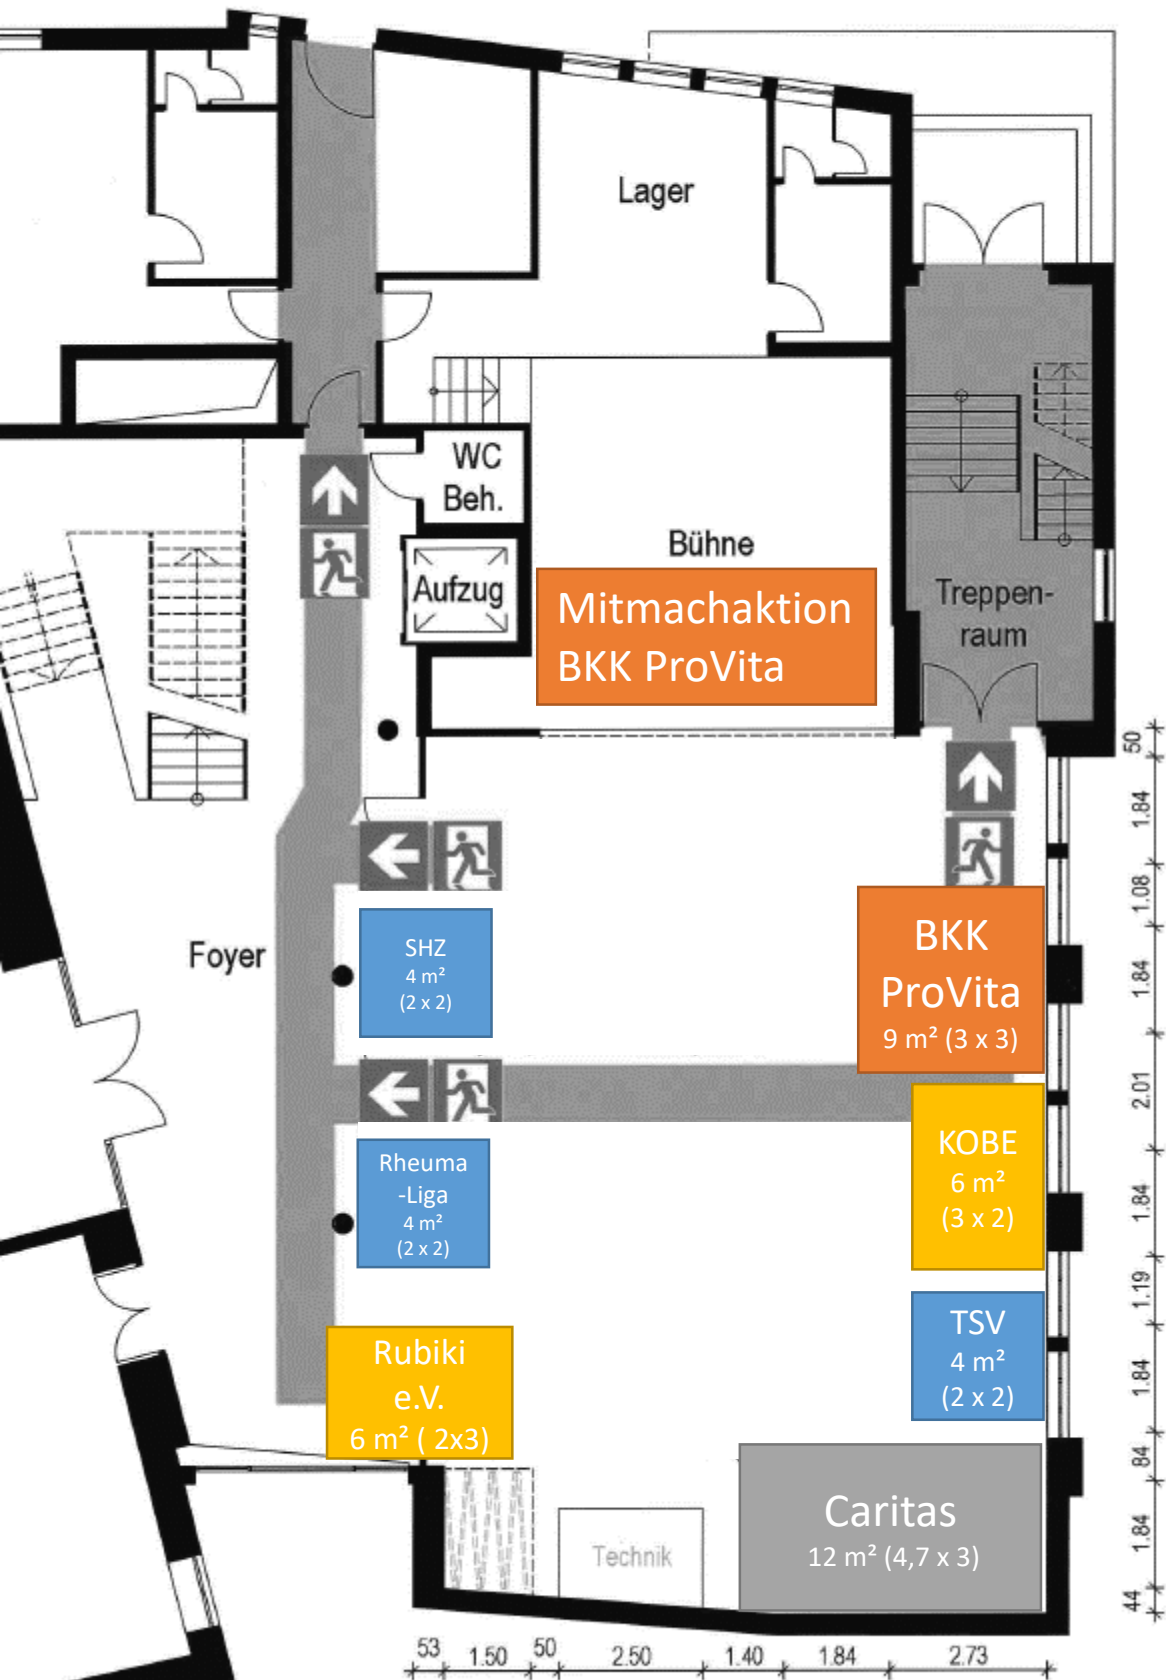 Lager
WC
Beh.
Bühne
Aufzug
Mitmachaktion
BKK ProVita
Treppen-
raum
Foyer
SHZ
4 m²
(2 x 2)
BKK
ProVita
9 m² (3 x 3)
Rheuma
-Liga
4 m²
(2 x 2)
KOBE
6 m²
(3 x 2)
TSV
4 m²
(2 x 2)
Rubiki
e.V.
6 m² ( 2x3)
Caritas
12 m² (4,7 x 3)
Technik
50
1.84
1.08
1.84
2.01
1.84
1.19
1.84
84
1.84
44
53 1.50 50 2.50 1.40 1.84 2.73